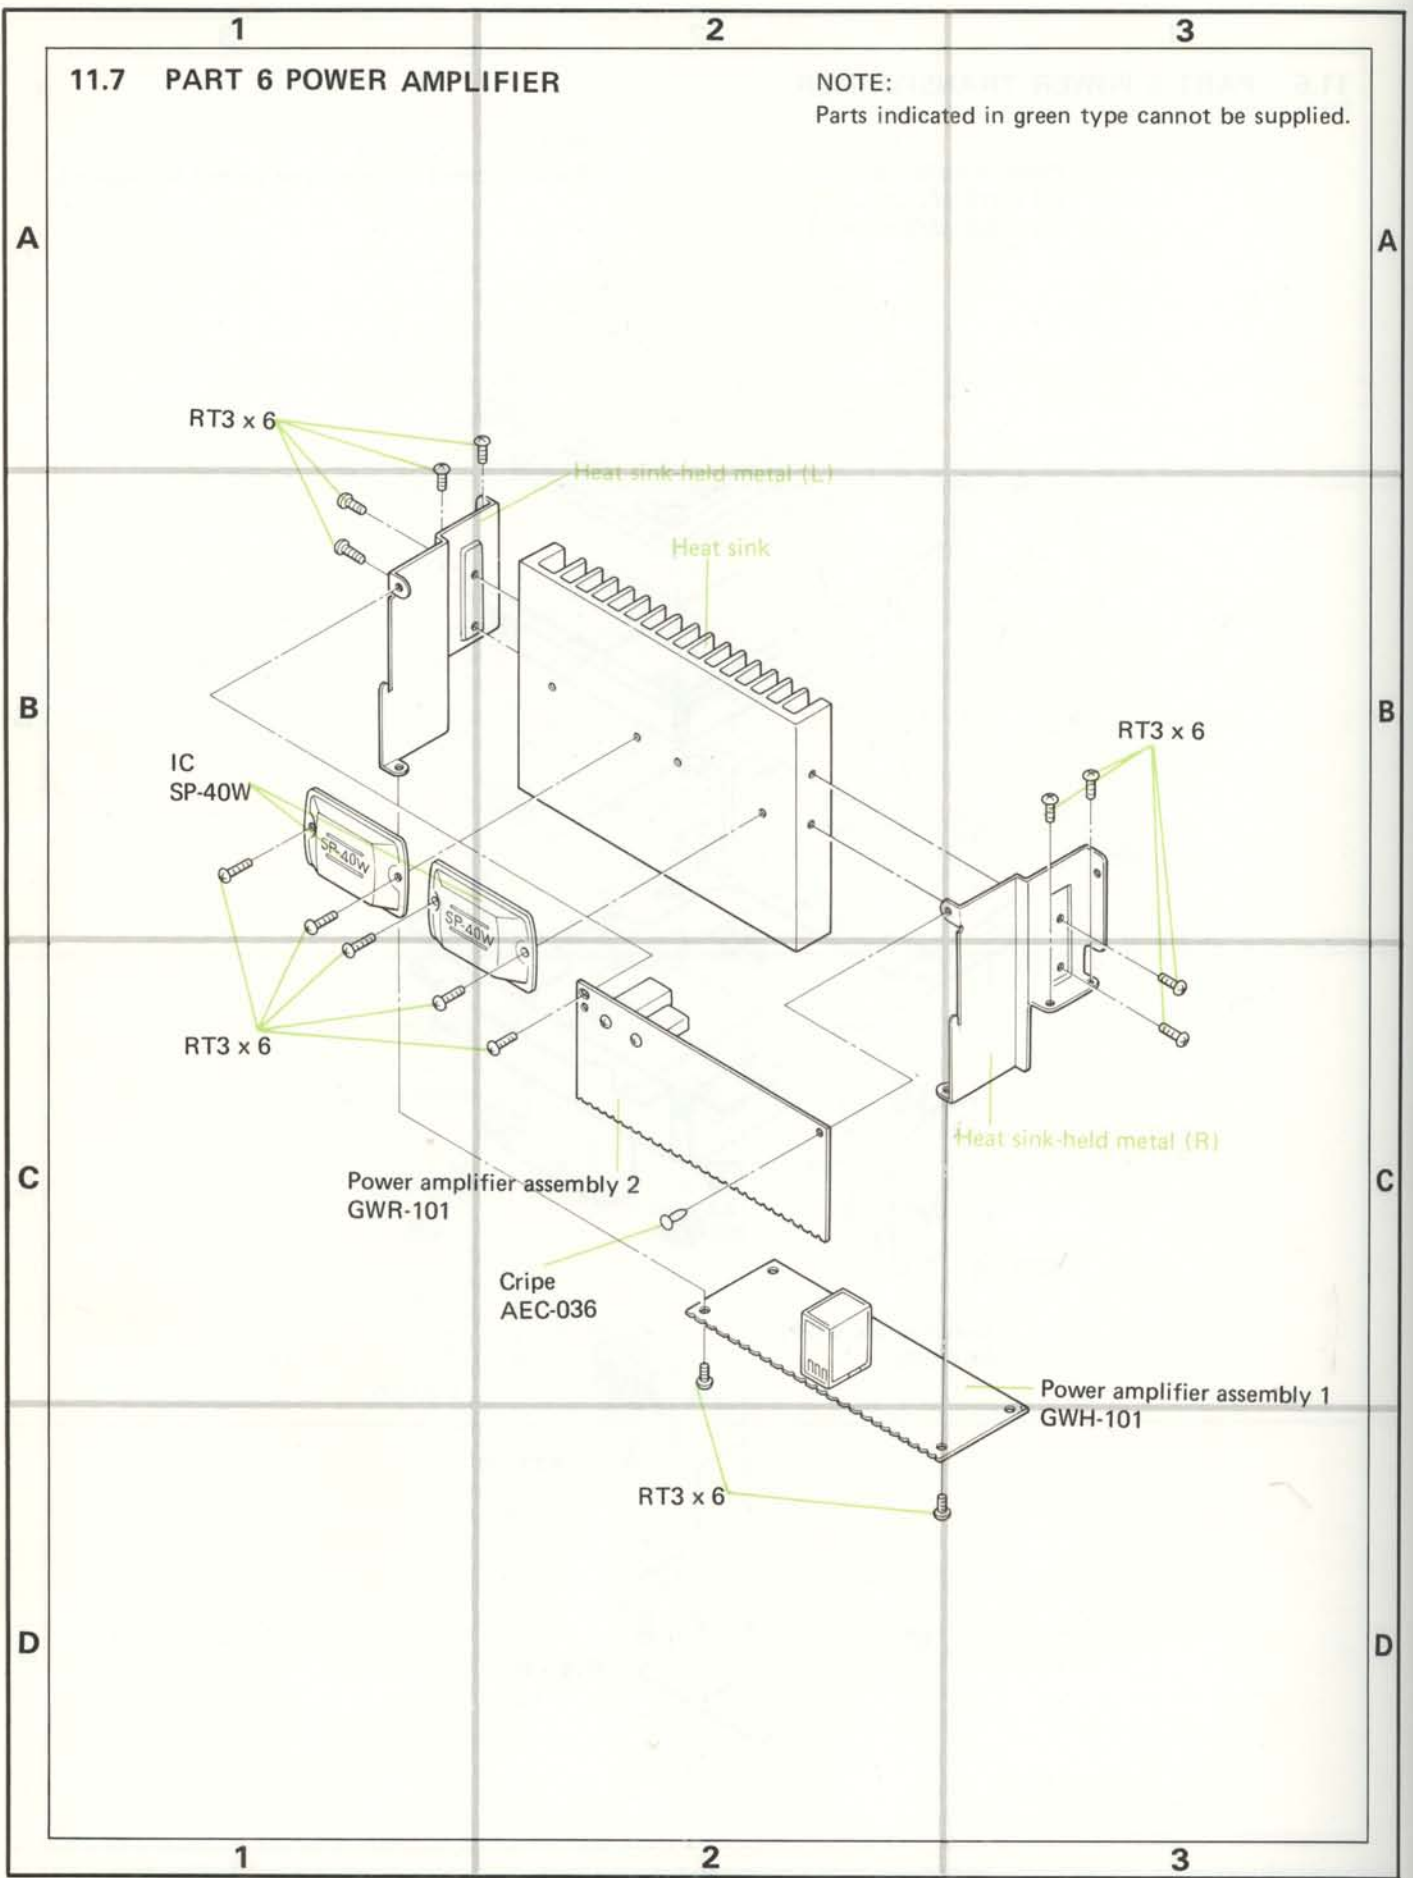 1 2 3
11.7 PART 6 POWER AMPLIFIER
NOTE:
Parts indicated in green type cannot be supplied.
A A
RT3 x 6
Heat sink-held metal (L)
Heat sink
B B
RT3 x 6
IC
SP-40W
SP-40W
SP-40W
RT3 x 6
Heat sink-held metal (R)
C C
Power amplifier assembly 2
GWR-101
Cripe
AEC-036
Power amplifier assembly 1
GWH-101
RT3 x 6
D D
1 2 3